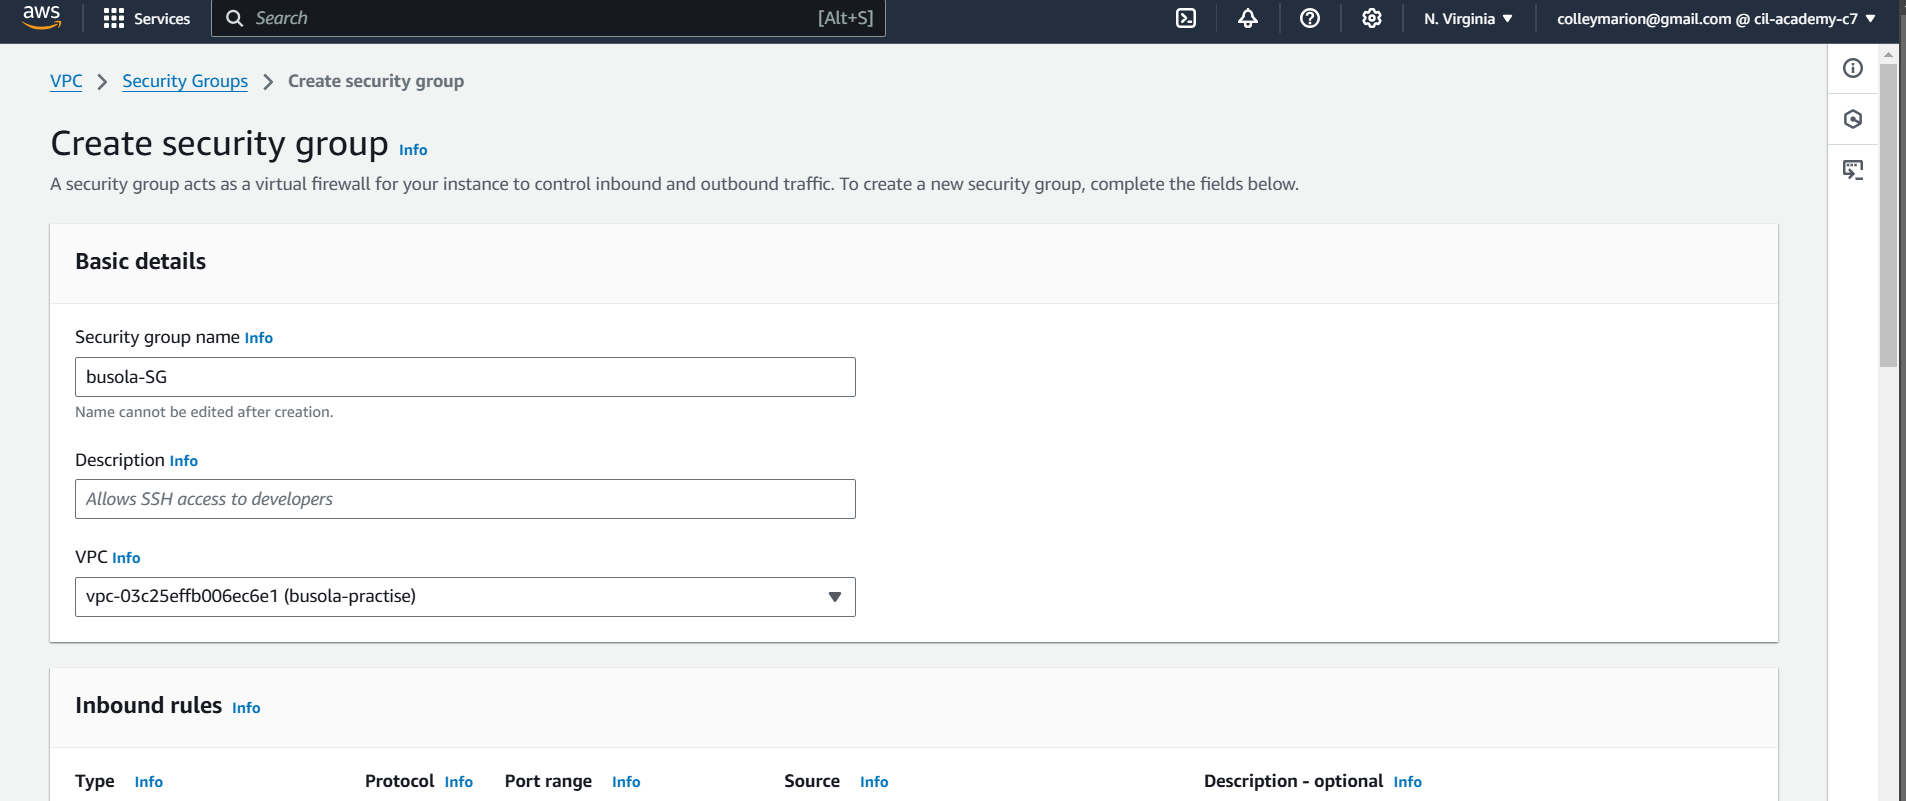 aws Services Search [Alt+S] N. Virginia colleymarion@gmail.com @ cil-academy-c7
VPC Security Groups Create security group
Create security group Info
A security group acts as a virtual firewall for your instance to control inbound and outbound traffic. To create a new security group, complete the fields below.
Basic details
Security group name Info
busola-SG
Name cannot be edited after creation.
Description Info
Allows SSH access to developers
VPC Info
vpc-03c25effb006ec6e1 (busola-practise)
Inbound rules Info
Type Info Protocol Info Port range Info Source Info Description - optional Info